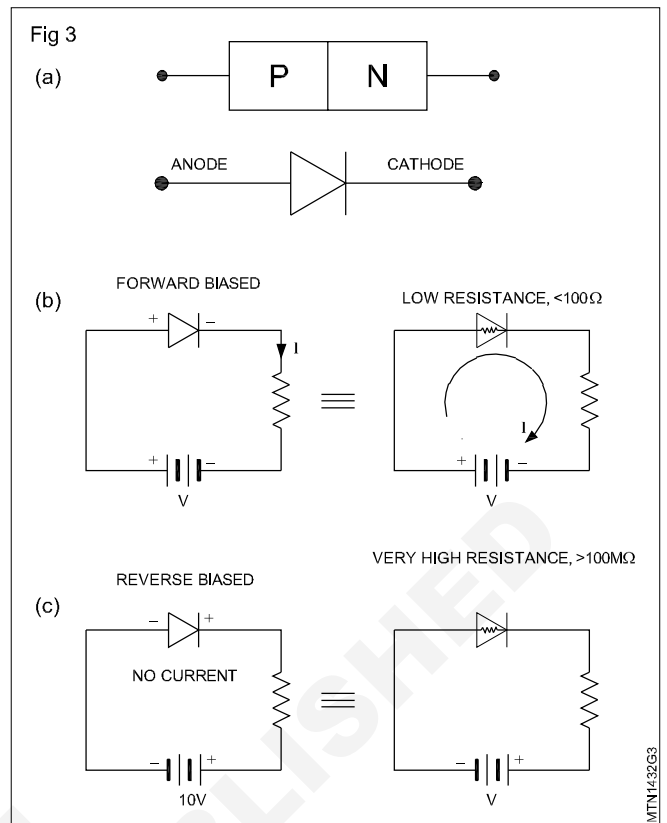 Fig 3
(a)
P N
ANODE CATHODE
(b)
FORWARD BIASED
LOW RESISTANCE, <100Ω
+ - I
+ - V
I
+ - V
(c)
REVERSE BIASED
VERY HIGH RESISTANCE, >100MΩ
- +
NO CURRENT
- + 10V
- + V
MTN1432G3